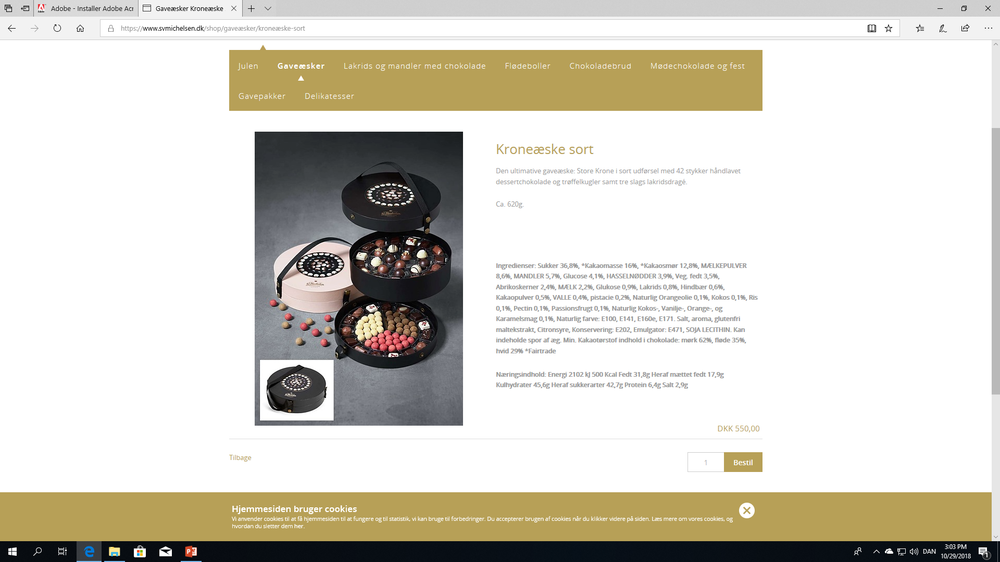 Adobe - Installer Adobe Acr
Gaveæsker Kroneæske
https://www.svmichelsen.dk/shop/gaveæsker/kroneæske-sort
Julen
Gaveæsker
Lakrids og mandler med chokolade
Flødeboller
Chokoladebrud
Mødechokolade og fest
Gavepakker
Delikatesser
Kroneæske sort
Den ultimative gaveæske: Store Krone i sort udførsel med 42 stykker håndlavet
dessertchokolade og trøffelkugler samt tre slags lakridsdragé.
Ca. 620g.
Ingredienser: Sukker 36,8%, *Kakaomasse 16%, *Kakaosmør 12,8%, MÆLKEPULVER
8,6%, MANDLER 5,7%, Glucose 4,1%, HASSELNØDDER 3,9%, Veg. fedt 3,5%,
Abrikoskerner 2,4%, MÆLK 2,2%, Glukose 0,9%, Lakrids 0,8%, Hindbær 0,6%,
Kakaopulver 0,5%, VALLE 0,4%, pistacie 0,2%, Naturlig Orangeolie 0,1%, Kokos 0,1%, Ris
0,1%, Pectin 0,1%, Passionsfrugt 0,1%, Naturlig Kokos-, Vanilje-, Orange-, og
Karamelsmag 0,1%, Naturlig farve: E100, E141, E160e, E171. Salt, aroma, glutenfri
maltekstrakt, Citronsyre, Konservering: E202, Emulgator: E471, SOJA LECITHIN. Kan
indeholde spor af æg. Min. Kakaotørstof indhold i chokolade: mørk 62%, fløde 35%,
hvid 29% *Fairtrade
Næringsindhold: Energi 2102 kJ 500 Kcal Fedt 31,8g Heraf mættet fedt 17,9g
Kulhydrater 45,6g Heraf sukkerarter 42,7g Protein 6,4g Salt 2,9g
DKK 550,00
Tilbage
1
Bestil
Hjemmesiden bruger cookies
Vi anvender cookies til at få hjemmesiden til at fungere og til statistik, vi kan bruge til forbedringer. Du accepterer brugen af cookies når du klikker videre på siden. Læs mere om vores cookies, og
hvordan du sletter dem her.
DAN
3:03 PM
10/29/2018
1